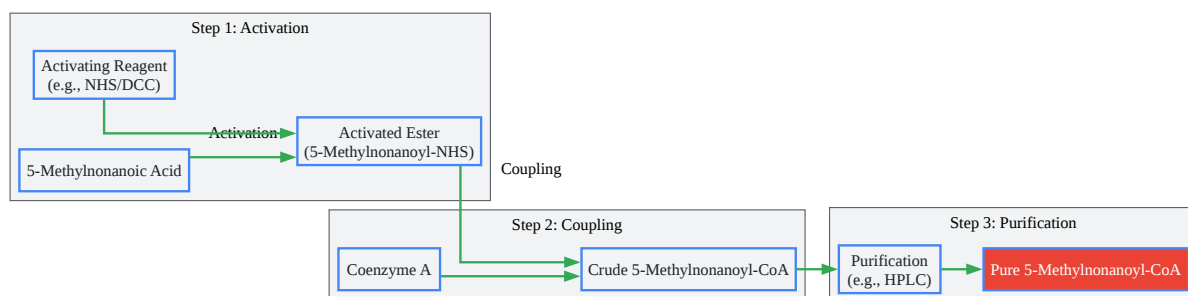 Step 1: Activation
Activating Reagent
(e.g., NHS/DCC)
Activation
5-Methylnonanoic Acid
Activated Ester
(5-Methylnonanoyl-NHS)
Coupling
Step 2: Coupling
Coenzyme A
Crude 5-Methylnonanoyl-CoA
Step 3: Purification
Purification
(e.g., HPLC)
Pure 5-Methylnonanoyl-CoA